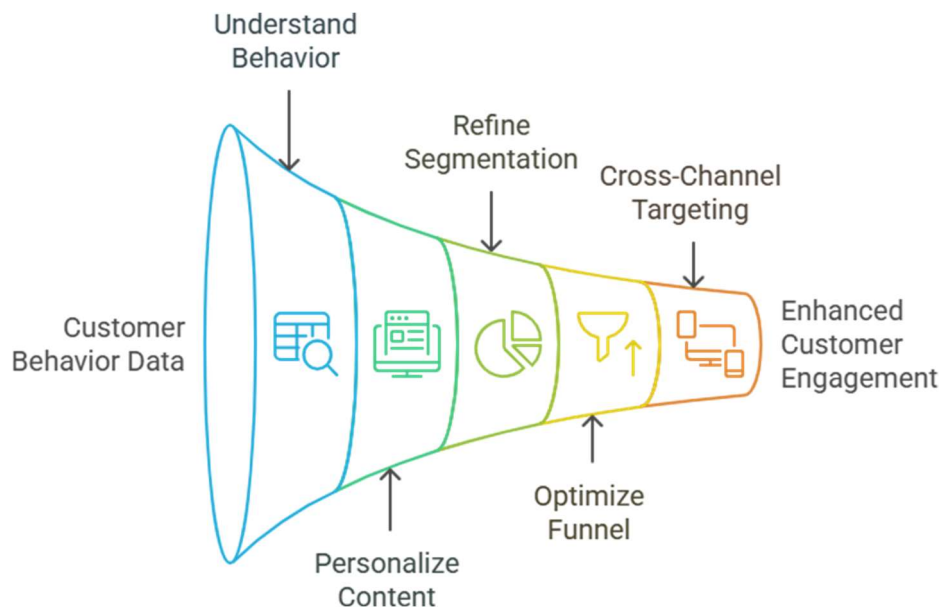 Understand
Behavior
Refine
Segmentation
Cross-Channel
Targeting
Customer
Behavior Data
Enhanced
Customer
Engagement
Optimize
Funnel
Personalize
Content